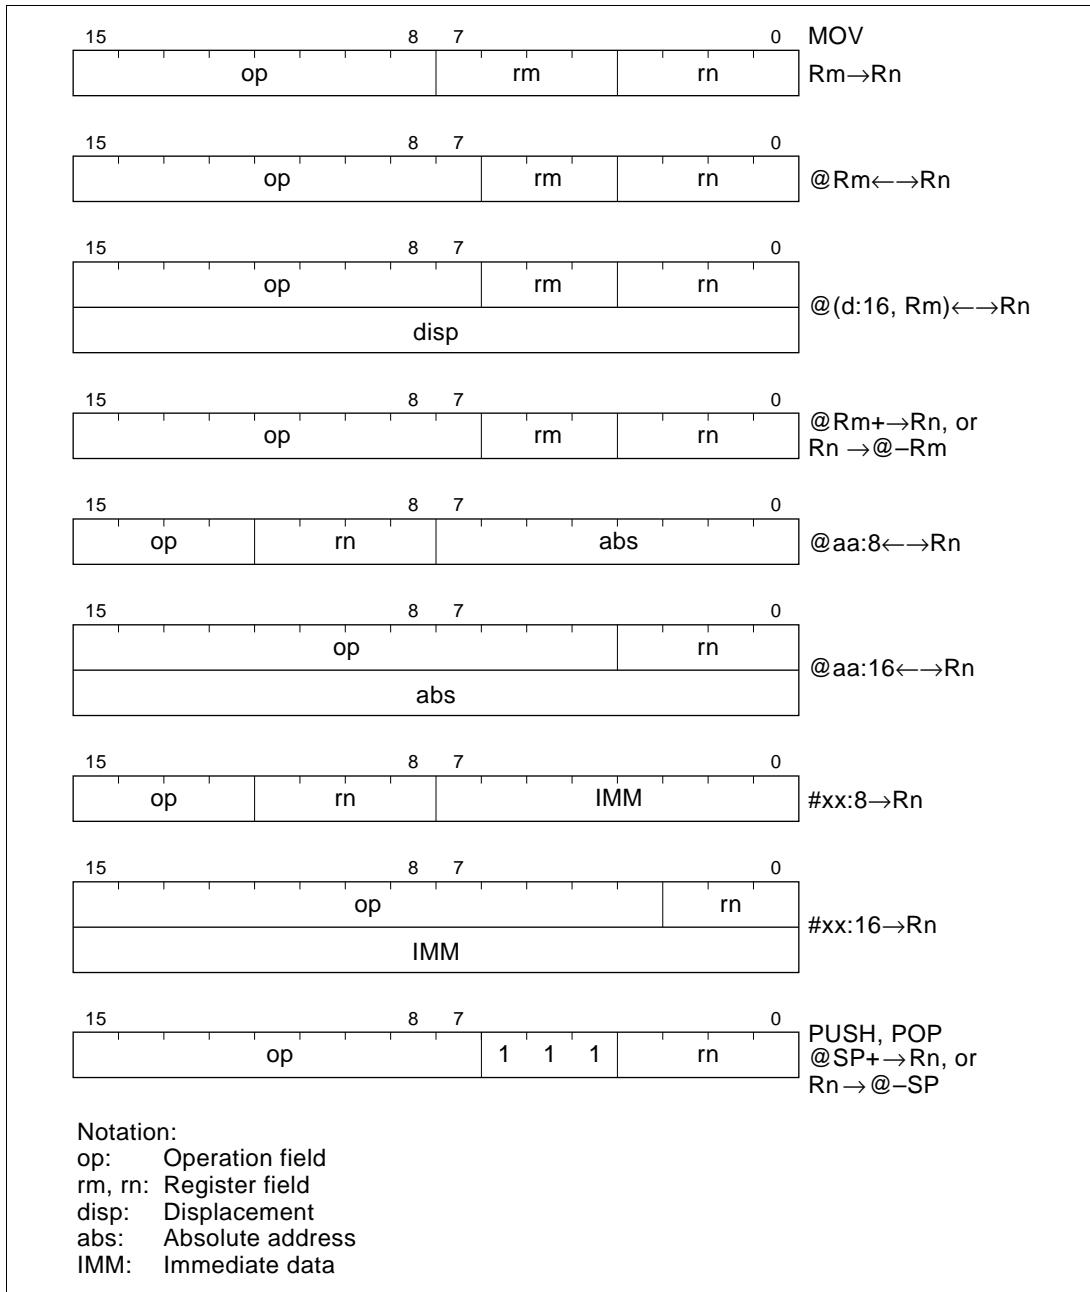 15 8 7 0 MOV
op rm rn Rm→Rn
15 8 7 0
op rm rn @Rm←→Rn
15 8 7 0
op rm rn
@(d:16, Rm)←→Rn
disp
15 8 7 0
@Rm+→Rn, or
op rm rn
Rn →@–Rm
15 8 7 0
op rn abs @aa:8←→Rn
15 8 7 0
op rn
@aa:16←→Rn
abs
15 8 7 0
op rn IMM #xx:8→Rn
15 8 7 0
op rn
#xx:16→Rn
IMM
15 8 7 0
PUSH, POP
op 1 1 1 rn @SP+→Rn, or
Rn→@–SP
Notation:
op: Operation field
rm, rn: Register field
disp: Displacement
abs: Absolute address
IMM: Immediate data